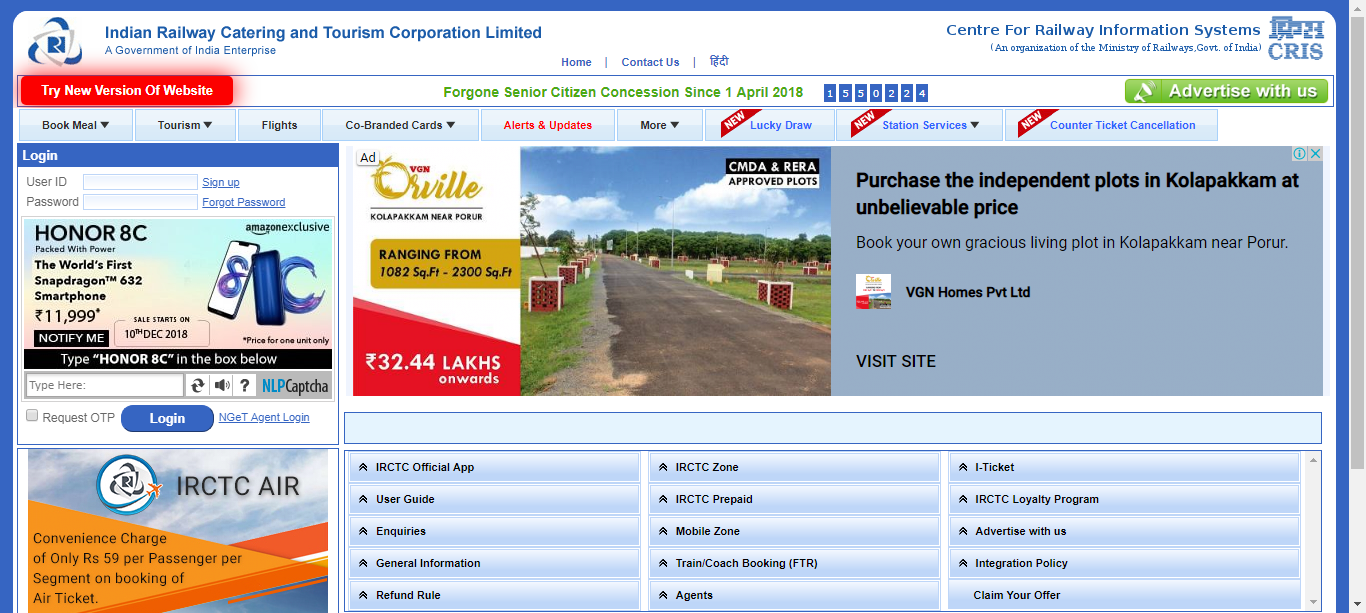 Indian Railway Catering and Tourism Corporation Limited
A Government of India Enterprise
Centre For Railway Information Systems
(An organization of the Ministry of Railways,Govt. of India)
CRIS
Home | Contact Us | हिंदी
Try New Version Of Website
Forgone Senior Citizen Concession Since 1 April 2018 1 5 5 0 2 2 4
Advertise with us
Book Meal Tourism Flights Co-Branded Cards Alerts & Updates More NEW Lucky Draw NEW Station Services NEW Counter Ticket Cancellation
Login
User ID Sign up
Password Forgot Password
HONOR 8C
Packed With Power
amazonexclusive
The World's First
Snapdragon™ 632
Smartphone
₹11,999*
SALE STARTS ON
10TH DEC 2018
NOTIFY ME
*Price for one unit only
Type "HONOR 8C" in the box below
Type Here: ? NLPCaptcha
Request OTP Login NGeT Agent Login
IRCTC AIR
Convenience Charge
of Only Rs 59 per Passenger per
Segment on booking of
Air Ticket.
Ad
VGN
Orville
KOLAPAKKAM NEAR PORUR
RANGING FROM
1082 Sq.Ft - 2300 Sq.Ft
₹32.44 LAKHS
onwards
CMDA & RERA
APPROVED PLOTS
Purchase the independent plots in Kolapakkam at
unbelievable price
Book your own gracious living plot in Kolapakkam near Porur.
VGN Homes Pvt Ltd
VISIT SITE
IRCTC Official App IRCTC Zone I-Ticket
User Guide IRCTC Prepaid IRCTC Loyalty Program
Enquiries Mobile Zone Advertise with us
General Information Train/Coach Booking (FTR) Integration Policy
Refund Rule Agents Claim Your Offer